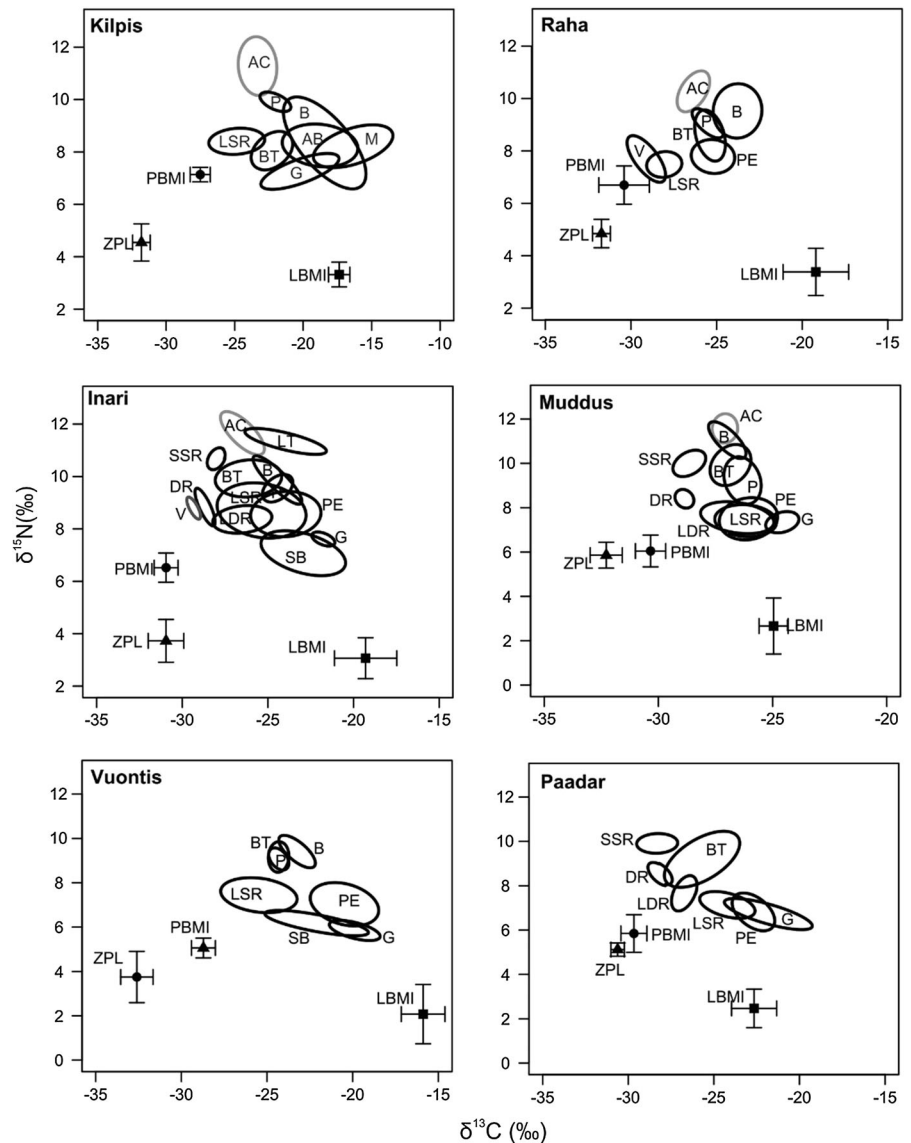 Kilpis
12
10
8
6
4
2
AC
P
B
LSR
BT
AB
M
G
PBMI
ZPL
LBMI
-35 -30 -25 -20 -15 -10
Raha
12
10
8
6
4
2
AC
P
B
BT
V
PE
LSR
PBMI
ZPL
LBMI
-35 -30 -25 -20 -15
Inari
12
10
8
6
4
2
AC
LT
SSR
BT
B
DR
LSR
P
PE
V
LDR
G
SB
PBMI
ZPL
LBMI
-35 -30 -25 -20 -15
Muddus
12
10
8
6
4
2
0
AC
B
SSR
BT
P
DR
PE
LDR
LSR
G
ZPL
PBMI
LBMI
-35 -30 -25 -20
Vuontis
12
10
8
6
4
2
0
BT
P
B
LSR
PE
SB
G
PBMI
ZPL
LBMI
-35 -30 -25 -20 -15
Paadar
12
10
8
6
4
2
0
SSR
BT
DR
LDR
LSR
PE
G
PBMI
ZPL
LBMI
-35 -30 -25 -20 -15
δ¹⁵N(‰)
δ¹³C (‰)